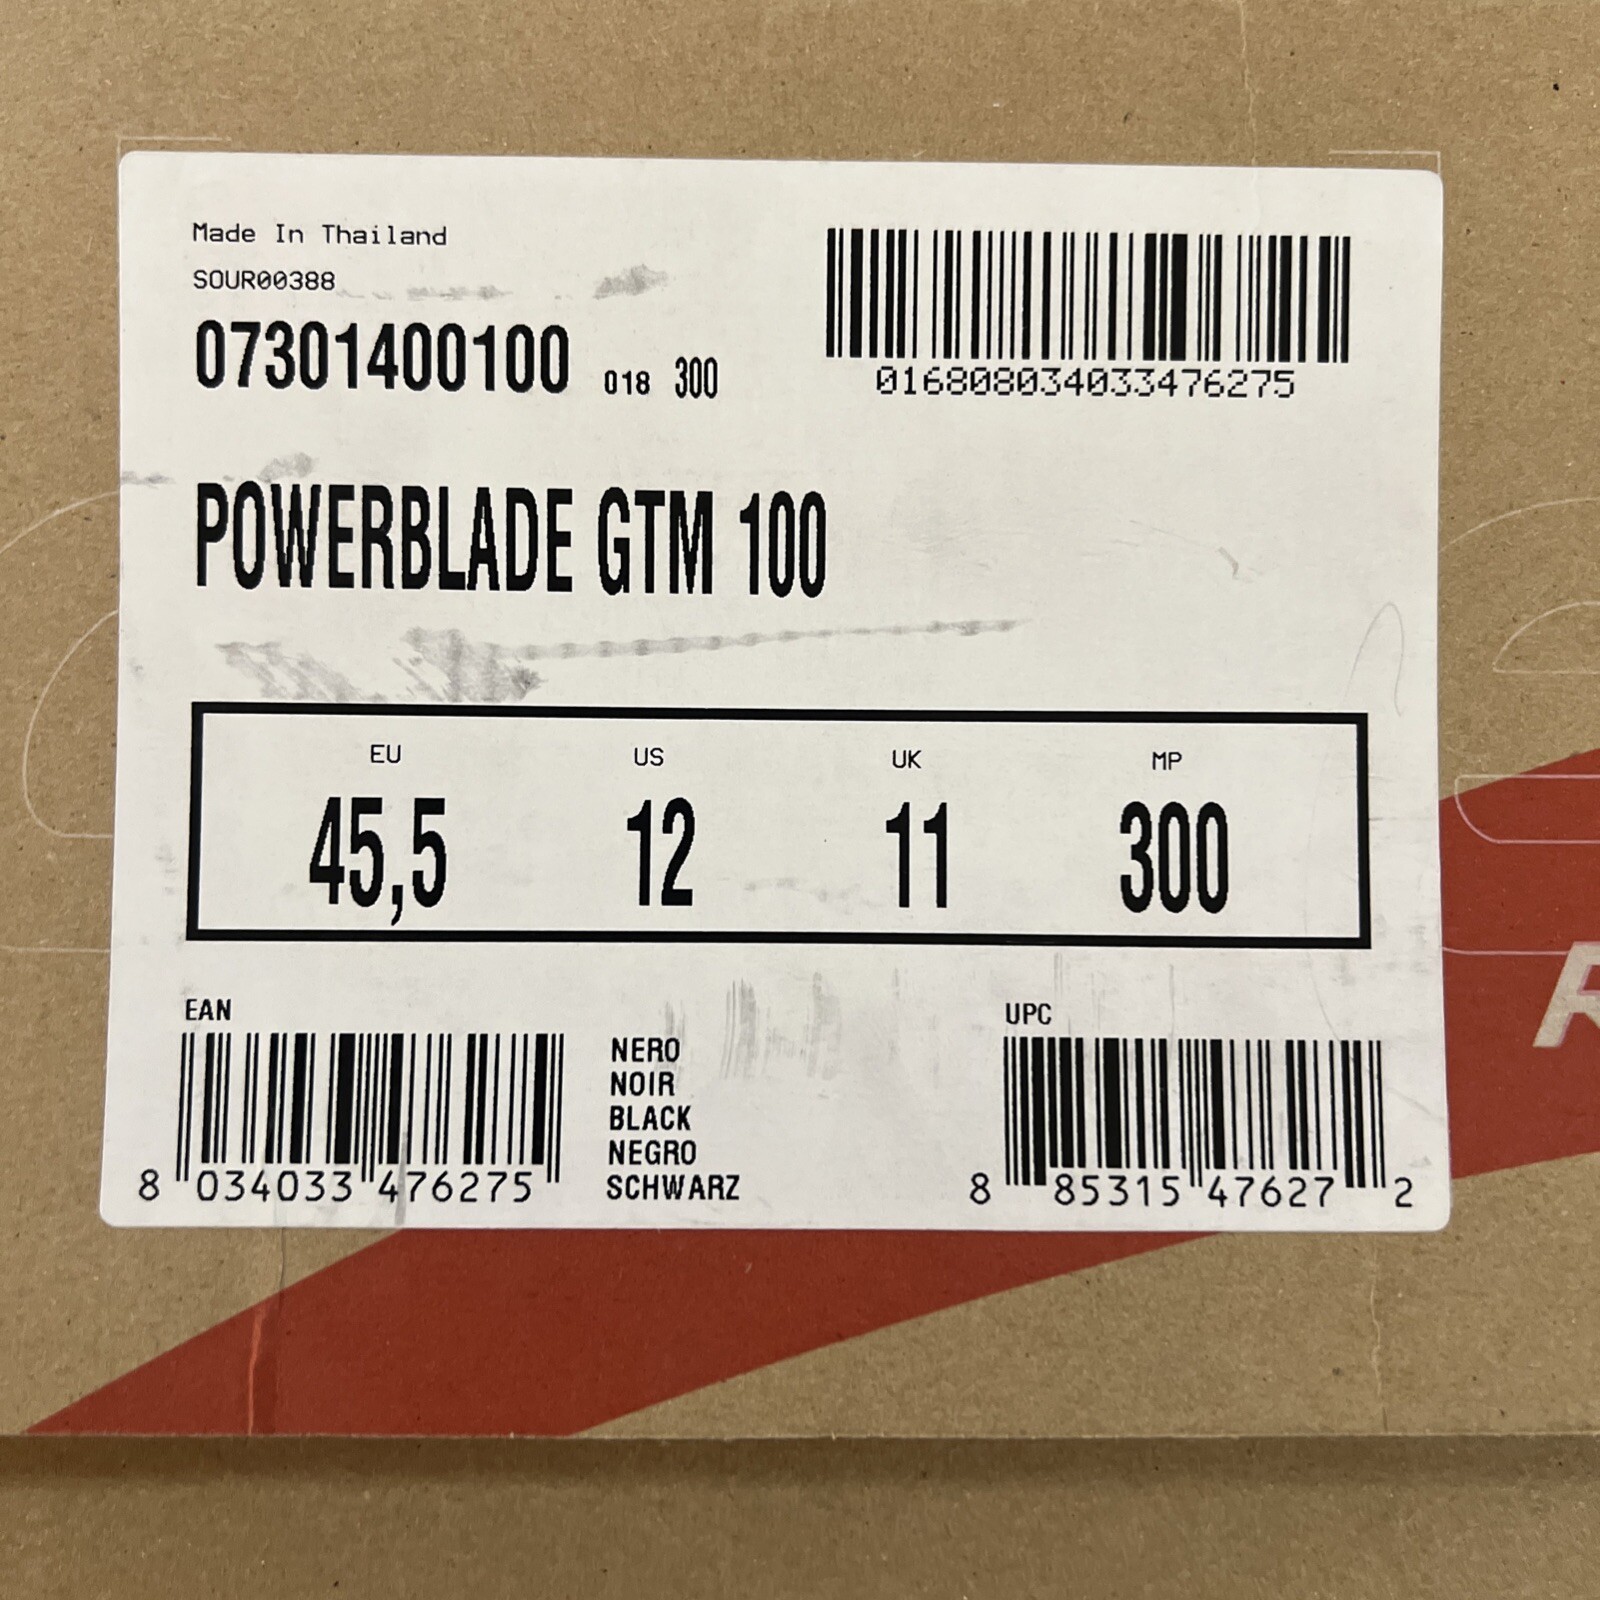 Made In Thailand
SOUR00388
07301400100 018 300
016808034033476275
POWERBLADE GTM 100
EU US UK MP
45,5 12 11 300
EAN
8 034033 476275
NERO
NOIR
BLACK
NEGRO
SCHWARZ
UPC
8 85315 47627 2
R